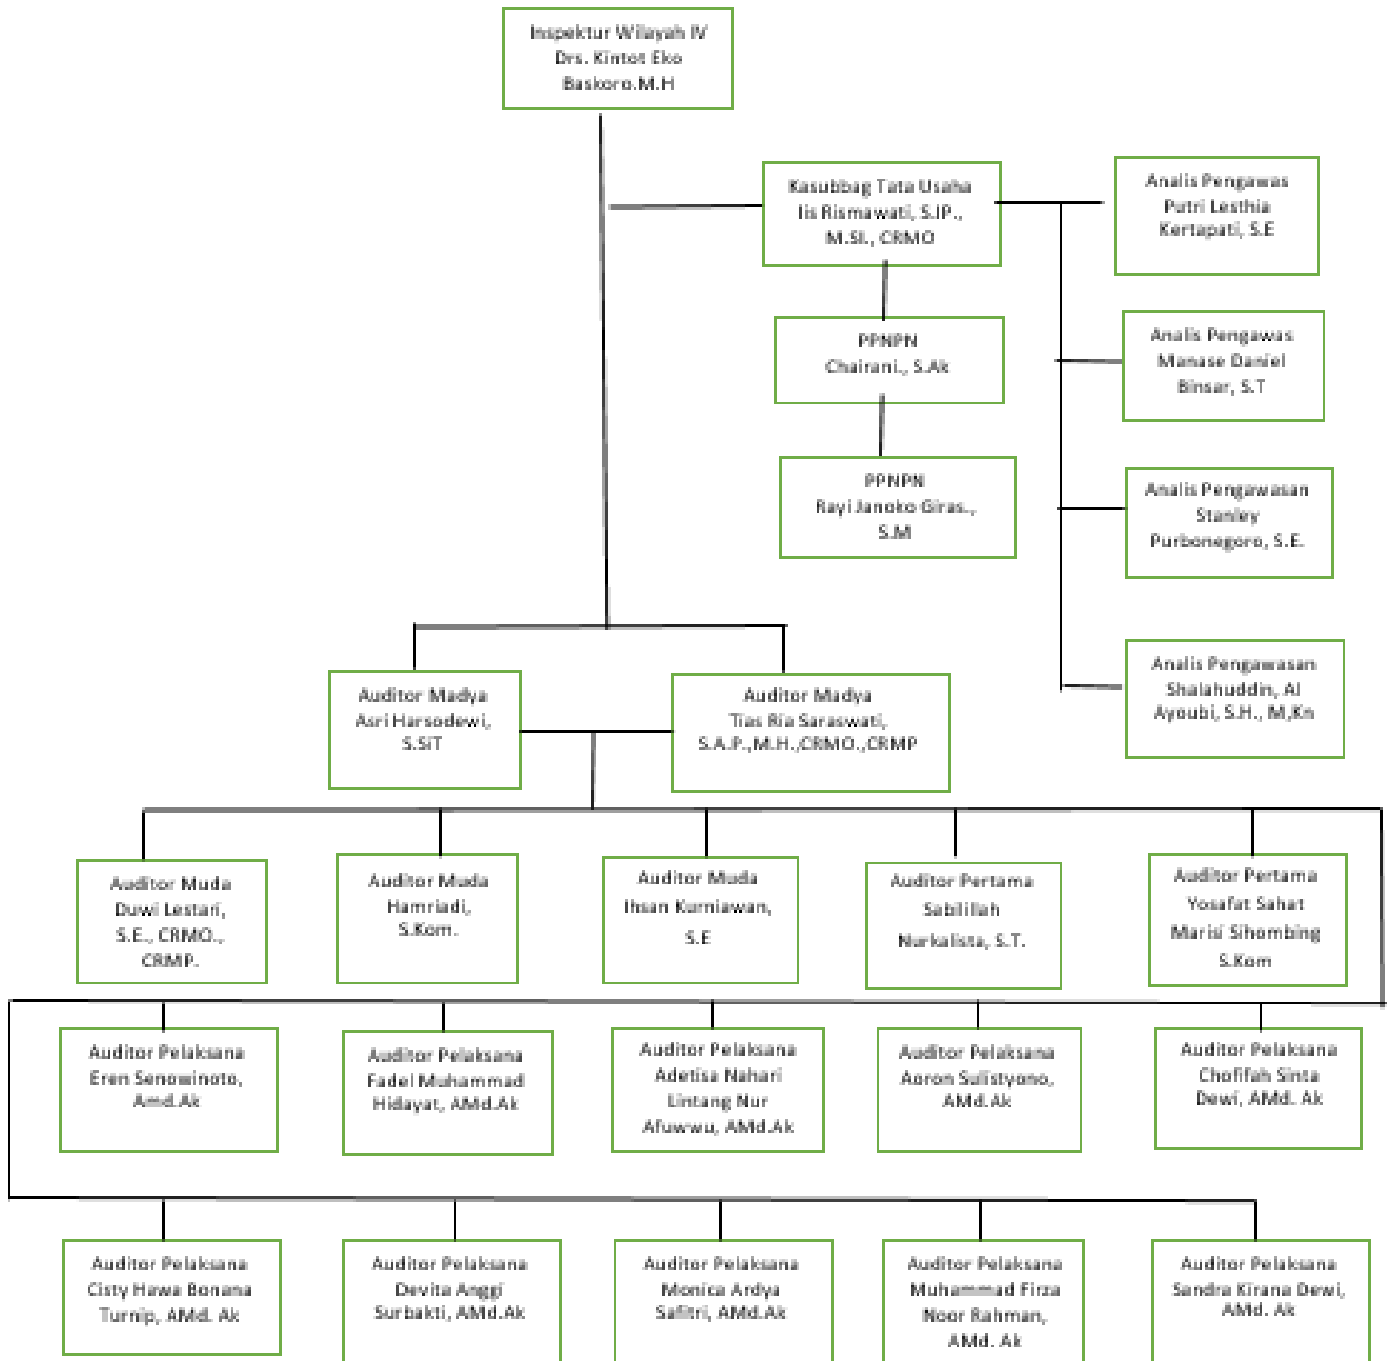 Inspektur Wilayah IV
Drs. Kintot Eko
Baskoro.M.H
Kasubbag Tata Usaha
Iis Rismawati, S.IP.,
M.SI., CRMO
Analis Pengawas
Putri Lesthia
Kertapati, S.E
PPNPN
Chairani., S.Ak
Analis Pengawas
Manase Daniel
Binsar, S.T
PPNPN
Rayi Janoko Giras.,
S.M
Analis Pengawasan
Stanley
Purbonegoro, S.E.
Analis Pengawasan
Shalahuddin, Al
Ayoubi, S.H., M,Kn
Auditor Madya
Asri Harsodewi,
S.SiT
Auditor Madya
Tias Ria Saraswati,
S.A.P.,M.H.,CRMO.,CRMP
Auditor Muda
Duwi Lestari,
S.E., CRMO.,
CRMP.
Auditor Muda
Hamriadi,
S.Kom.
Auditor Muda
Ihsan Kurniawan,
S.E
Auditor Pertama
Sabilillah
Nurkalista, S.T.
Auditor Pertama
Yosafat Sahat
Marisi Sihombing
S.Kom
Auditor Pelaksana
Eren Senowinoto,
Amd.Ak
Auditor Pelaksana
Fadel Muhammad
Hidayat, AMd.Ak
Auditor Pelaksana
Adetisa Nahari
Lintang Nur
Afuwwu, AMd.Ak
Auditor Pelaksana
Aoron Sulistyono,
AMd.Ak
Auditor Pelaksana
Chofifah Sinta
Dewi, AMd. Ak
Auditor Pelaksana
Cisty Hawa Bonana
Turnip, AMd. Ak
Auditor Pelaksana
Devita Anggi
Surbakti, AMd.Ak
Auditor Pelaksana
Monica Ardya
Safitri, AMd.Ak
Auditor Pelaksana
Muhammad Firza
Noor Rahman,
AMd. Ak
Auditor Pelaksana
Sandra Kirana Dewi,
AMd. Ak